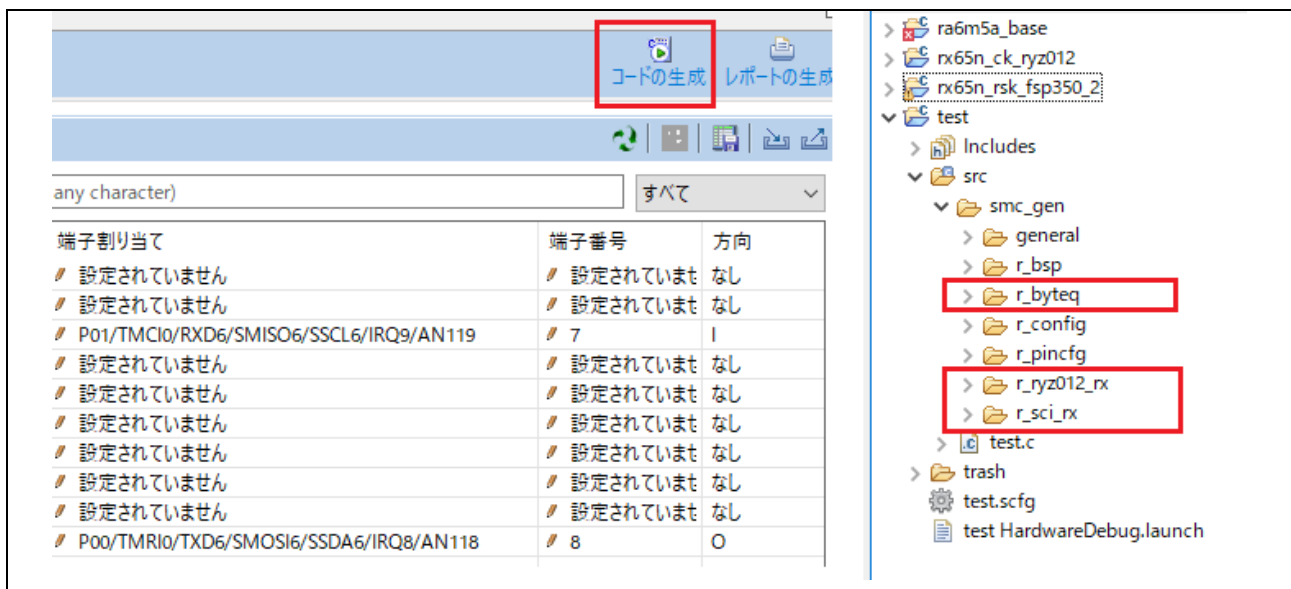 コードの生成 レポートの生成
any character) すべて
端子割り当て 端子番号 方向
設定されていません 設定されていませ なし
設定されていません 設定されていませ なし
P01/TMCI0/RXD6/SMISO6/SSCL6/IRQ9/AN119 7 I
設定されていません 設定されていませ なし
設定されていません 設定されていませ なし
設定されていません 設定されていませ なし
設定されていません 設定されていませ なし
設定されていません 設定されていませ なし
設定されていません 設定されていませ なし
P00/TMRI0/TXD6/SMOSI6/SSDA6/IRQ8/AN118 8 O
ra6m5a_base
rx65n_ck_ryz012
rx65n_rsk_fsp350_2
test
Includes
src
smc_gen
general
r_bsp
r_byteq
r_config
r_pincfg
r_ryz012_rx
r_sci_rx
test.c
trash
test.scfg
test HardwareDebug.launch